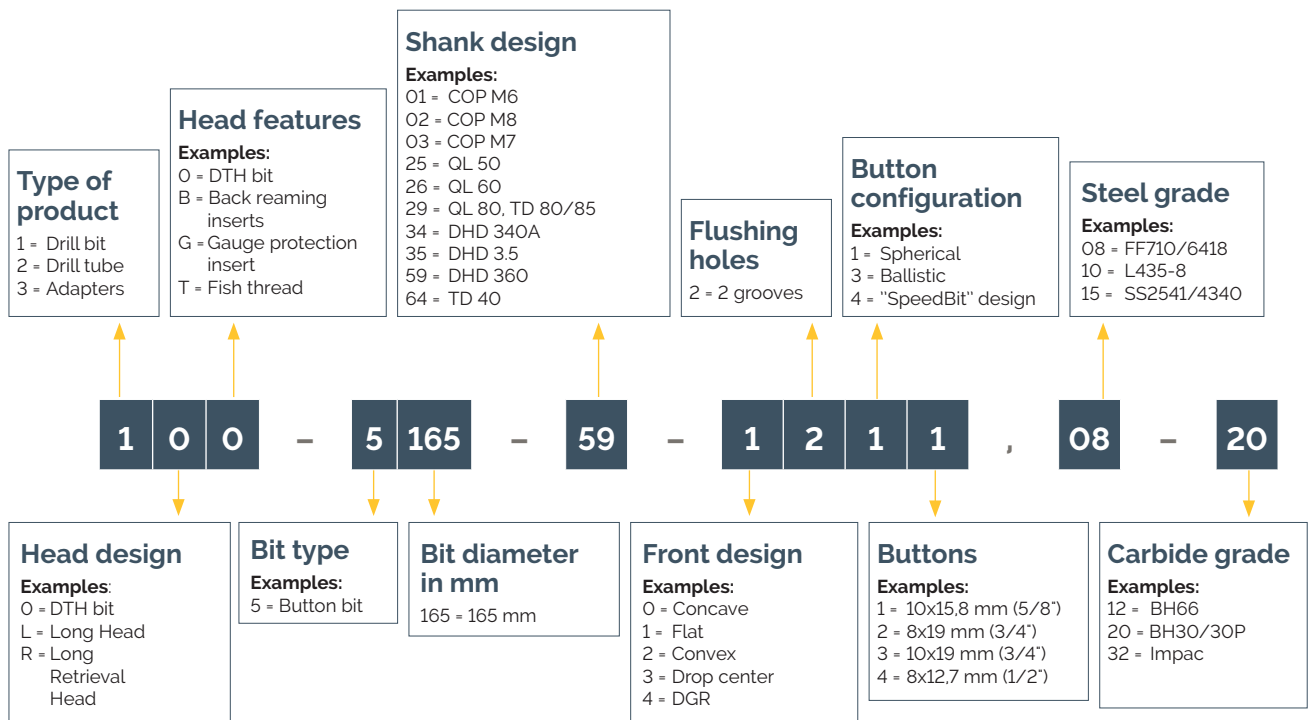 Shank design
Examples:
01 = COP M6
02 = COP M8
03 = COP M7
25 = QL 50
26 = QL 60
29 = QL 80, TD 80/85
34 = DHD 340A
35 = DHD 3.5
59 = DHD 360
64 = TD 40
Head features
Examples:
0 = DTH bit
B = Back reaming
inserts
G = Gauge protection
insert
T = Fish thread
Type of
product
1 = Drill bit
2 = Drill tube
3 = Adapters
Flushing
holes
2 = 2 grooves
Button
configuration
Examples:
1 = Spherical
3 = Ballistic
4 = "SpeedBit" design
Steel grade
Examples:
08 = FF710/6418
10 = L435-8
15 = SS2541/4340
1 0 0 – 5 165 – 59 - 1 2 1 1 , 08 – 20
Head design
Examples:
0 = DTH bit
L = Long Head
R = Long
Retrieval
Head
Bit type
Examples:
5 = Button bit
Bit diameter
in mm
165 = 165 mm
Front design
Examples:
0 = Concave
1 = Flat
2 = Convex
3 = Drop center
4 = DGR
Buttons
Examples:
1 = 10x15,8 mm (5/8")
2 = 8x19 mm (3/4")
3 = 10x19 mm (3/4")
4 = 8x12,7 mm (1/2")
Carbide grade
Examples:
12 = BH66
20 = BH30/30P
32 = Impac